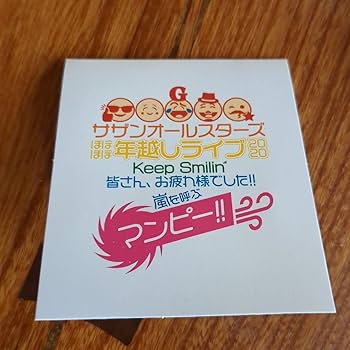 G
サザンオールスターズ
ほぼほぼ 年越しライブ 2020
Keep Smilin'
皆さん、お疲れ様でした!!
嵐を呼ぶ
マンピー!!